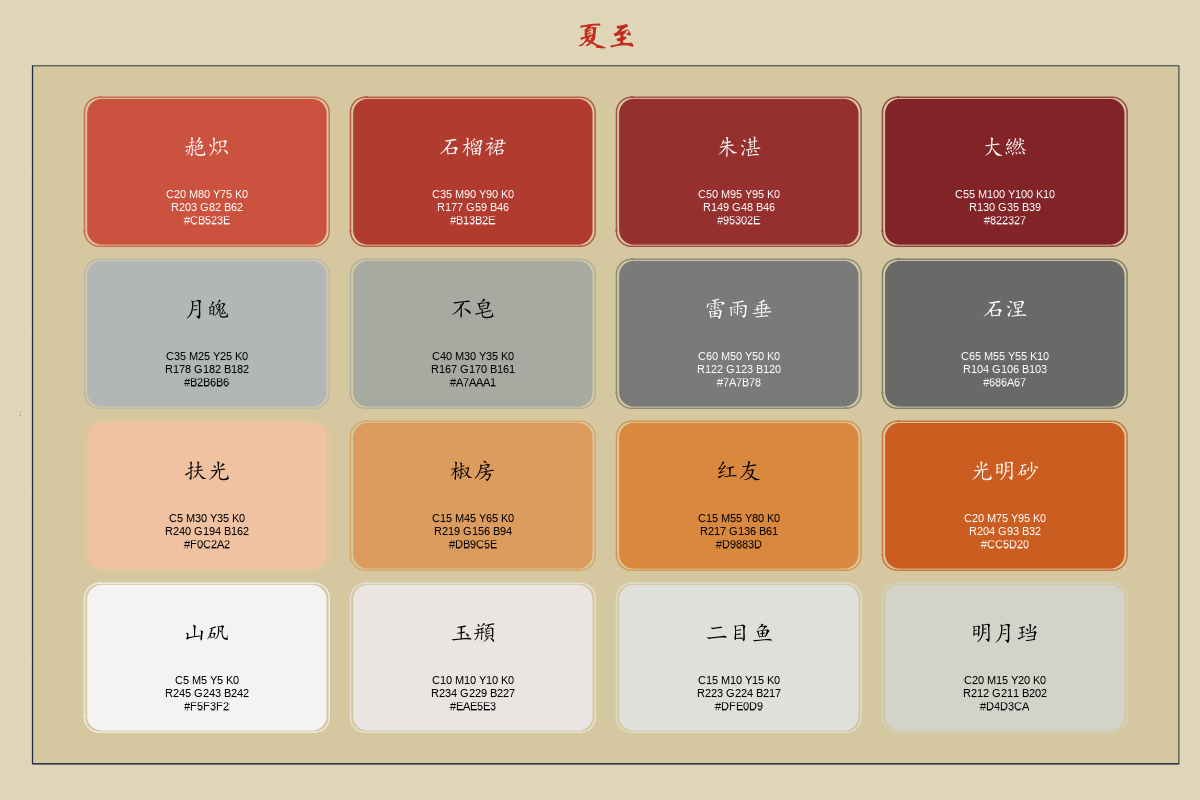 夏至
赩炽
C20 M80 Y75 K0
R203 G82 B62
#CB523E
石榴裙
C35 M90 Y90 K0
R177 G59 B46
#B13B2E
朱湛
C50 M95 Y95 K0
R149 G48 B46
#95302E
大繎
C55 M100 Y100 K10
R130 G35 B39
#822327
月魄
C35 M25 Y25 K0
R178 G182 B182
#B2B6B6
不皂
C40 M30 Y35 K0
R167 G170 B161
#A7AAA1
雷雨垂
C60 M50 Y50 K0
R122 G123 B120
#7A7B78
石涅
C65 M55 Y55 K10
R104 G106 B103
#686A67
扶光
C5 M30 Y35 K0
R240 G194 B162
#F0C2A2
椒房
C15 M45 Y65 K0
R219 G156 B94
#DB9C5E
红友
C15 M55 Y80 K0
R217 G136 B61
#D9883D
光明砂
C20 M75 Y95 K0
R204 G93 B32
#CC5D20
山矾
C5 M5 Y5 K0
R245 G243 B242
#F5F3F2
玉頩
C10 M10 Y10 K0
R234 G229 B227
#EAE5E3
二目鱼
C15 M10 Y15 K0
R223 G224 B217
#DFE0D9
明月珰
C20 M15 Y20 K0
R212 G211 B202
#D4D3CA